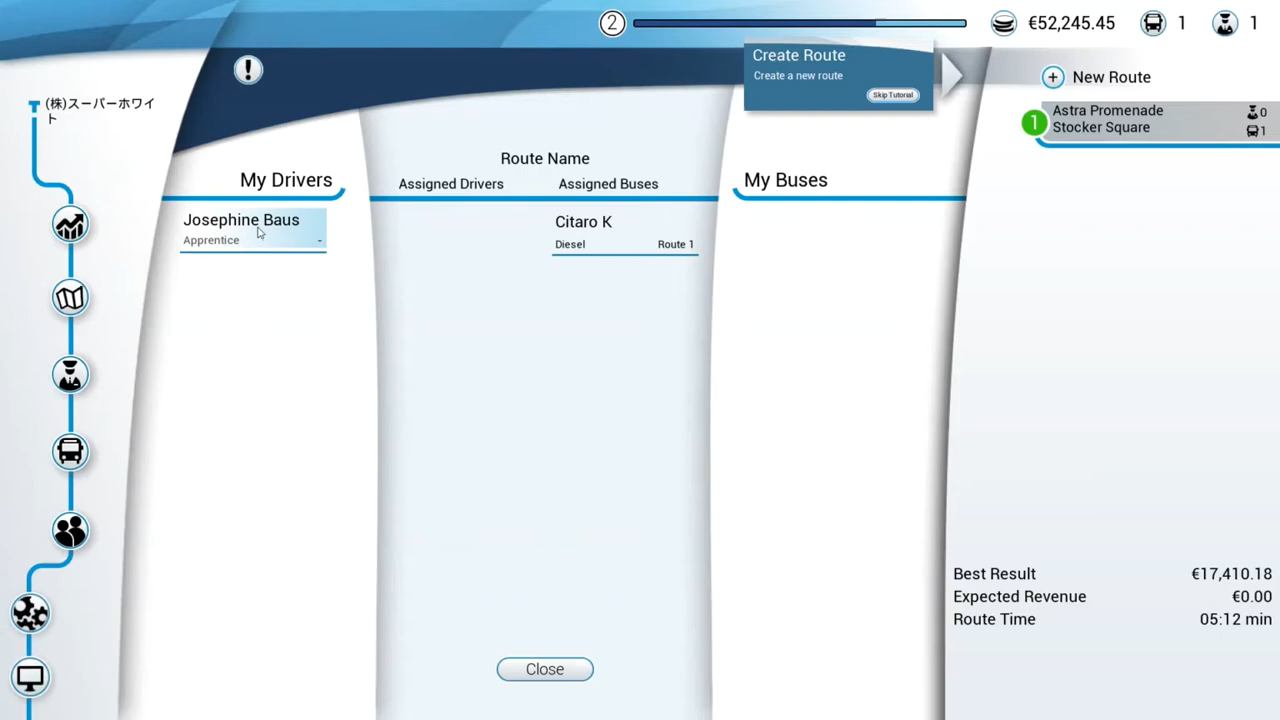 2
€52,245.45
1
1
Create Route
Create a new route
Skip Tutorial
New Route
(株)スーパーホワイ
ト
1
Astra Promenade
0
Stocker Square
1
Route Name
My Drivers
Assigned Drivers
Assigned Buses
My Buses
Josephine Baus
Apprentice
-
Citaro K
Diesel
Route 1
Best Result
€17,410.18
Expected Revenue
€0.00
Route Time
05:12 min
Close